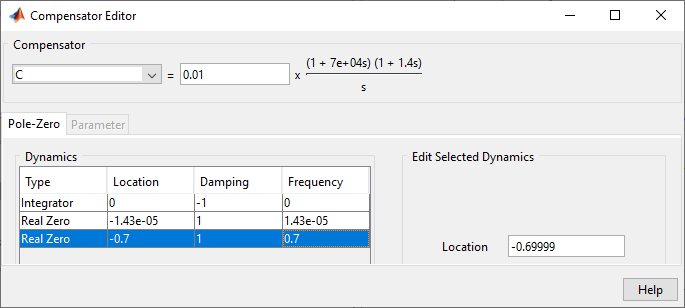 Compensator Editor
Compensator
C = 0.01 x (1 + 7e+04s) (1 + 1.4s)
s
Pole-Zero Parameter
Dynamics Edit Selected Dynamics
Type Location Damping Frequency
Integrator 0 -1 0
Real Zero -1.43e-05 1 1.43e-05
Real Zero -0.7 1 0.7
Location -0.69999
Help